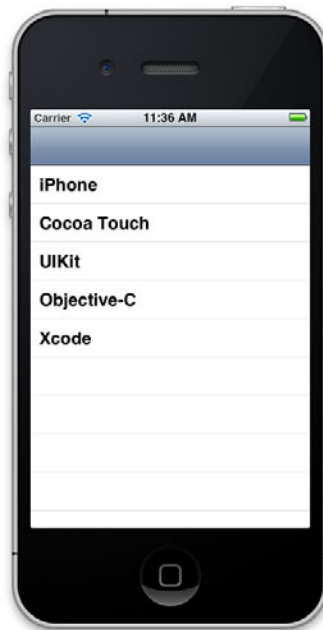 Carrier 11:36 AM
iPhone
Cocoa Touch
UIKit
Objective-C
Xcode